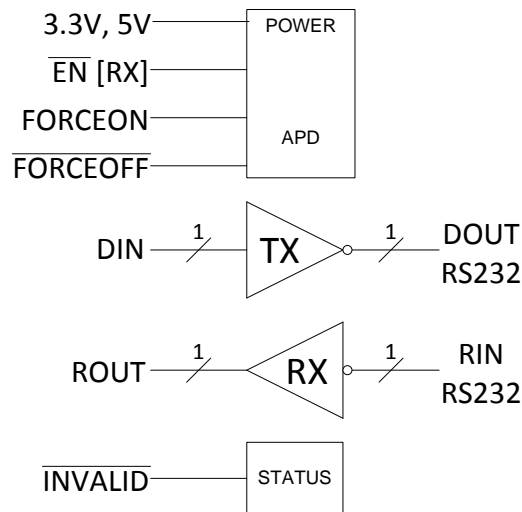 3.3V, 5V
POWER
EN [RX]
FORCEON
APD
FORCEOFF
DIN
1
TX
1
DOUT
RS232
ROUT
1
RX
1
RIN
RS232
INVALID
STATUS